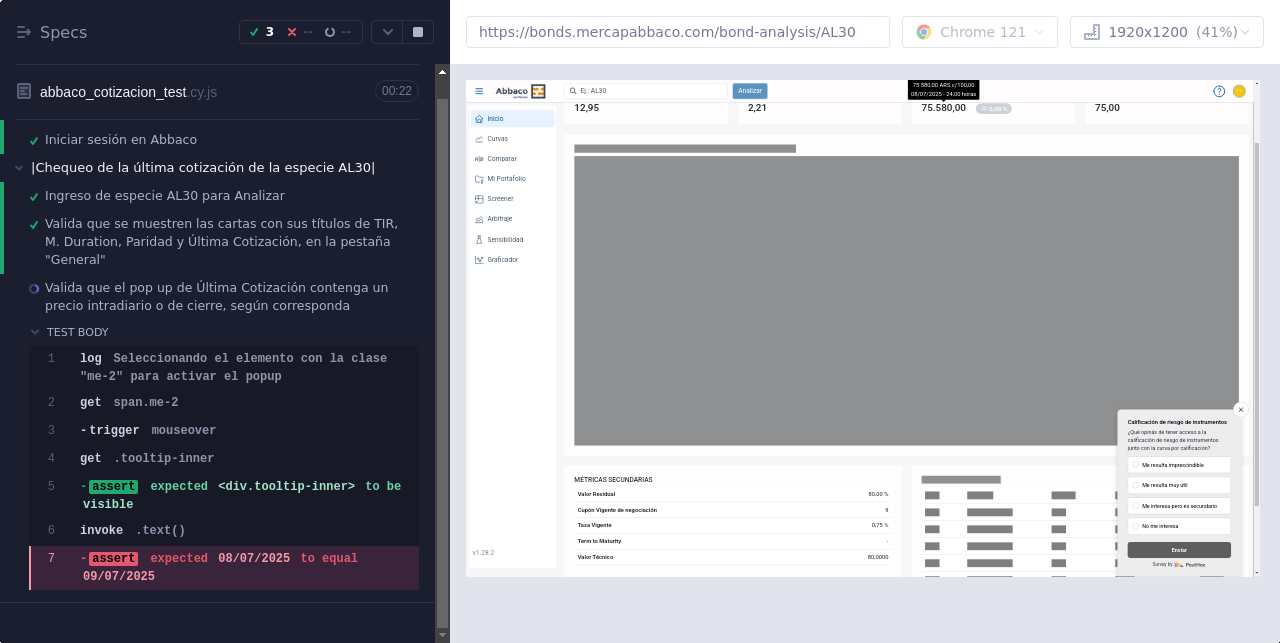 Specs
3
--
--
abbaco_cotizacion_test.cy.js
00:22
Iniciar sesión en Abbaco
|Chequeo de la última cotización de la especie AL30|
Ingreso de especie AL30 para Analizar
Valida que se muestren las cartas con sus títulos de TIR,
M. Duration, Paridad y Última Cotización, en la pestaña
"General"
Valida que el pop up de Última Cotización contenga un
precio intradiario o de cierre, según corresponda
TEST BODY
1 log Seleccionando el elemento con la clase
"me-2" para activar el popup
2 get span.me-2
3 -trigger mouseover
4 get .tooltip-inner
5 -assert expected <div.tooltip-inner> to be
visible
6 invoke .text()
7 -assert expected 08/07/2025 to equal
09/07/2025
https://bonds.mercapabbaco.com/bond-analysis/AL30
Chrome 121
1920x1200 (41%)
Abbaco
Ej.: AL30
Analizar
75.580,00 ARS c/100,00
08/07/2025 - 24,00 horas
12,95
2,21
75.580,00
= 0,00 %
75,00
Inicio
Curvas
Comparar
Mi Portafolio
Screener
Arbitraje
Sensibilidad
Graficador
v1.28.2
MÉTRICAS SECUNDARIAS
Valor Residual 80,00 %
Cupón Vigente de negociación 9
Tasa Vigente 0,75 %
Term to Maturity -
Valor Técnico 80,0000
Calificación de riesgo de instrumentos
¿Qué opinás de tener acceso a la
calificación de riesgo de instrumentos
junto con la curva por calificación?
Me resulta imprescindible
Me resulta muy útil
Me interesa pero es secundario
No me interesa
Enviar
Survey by PostHog